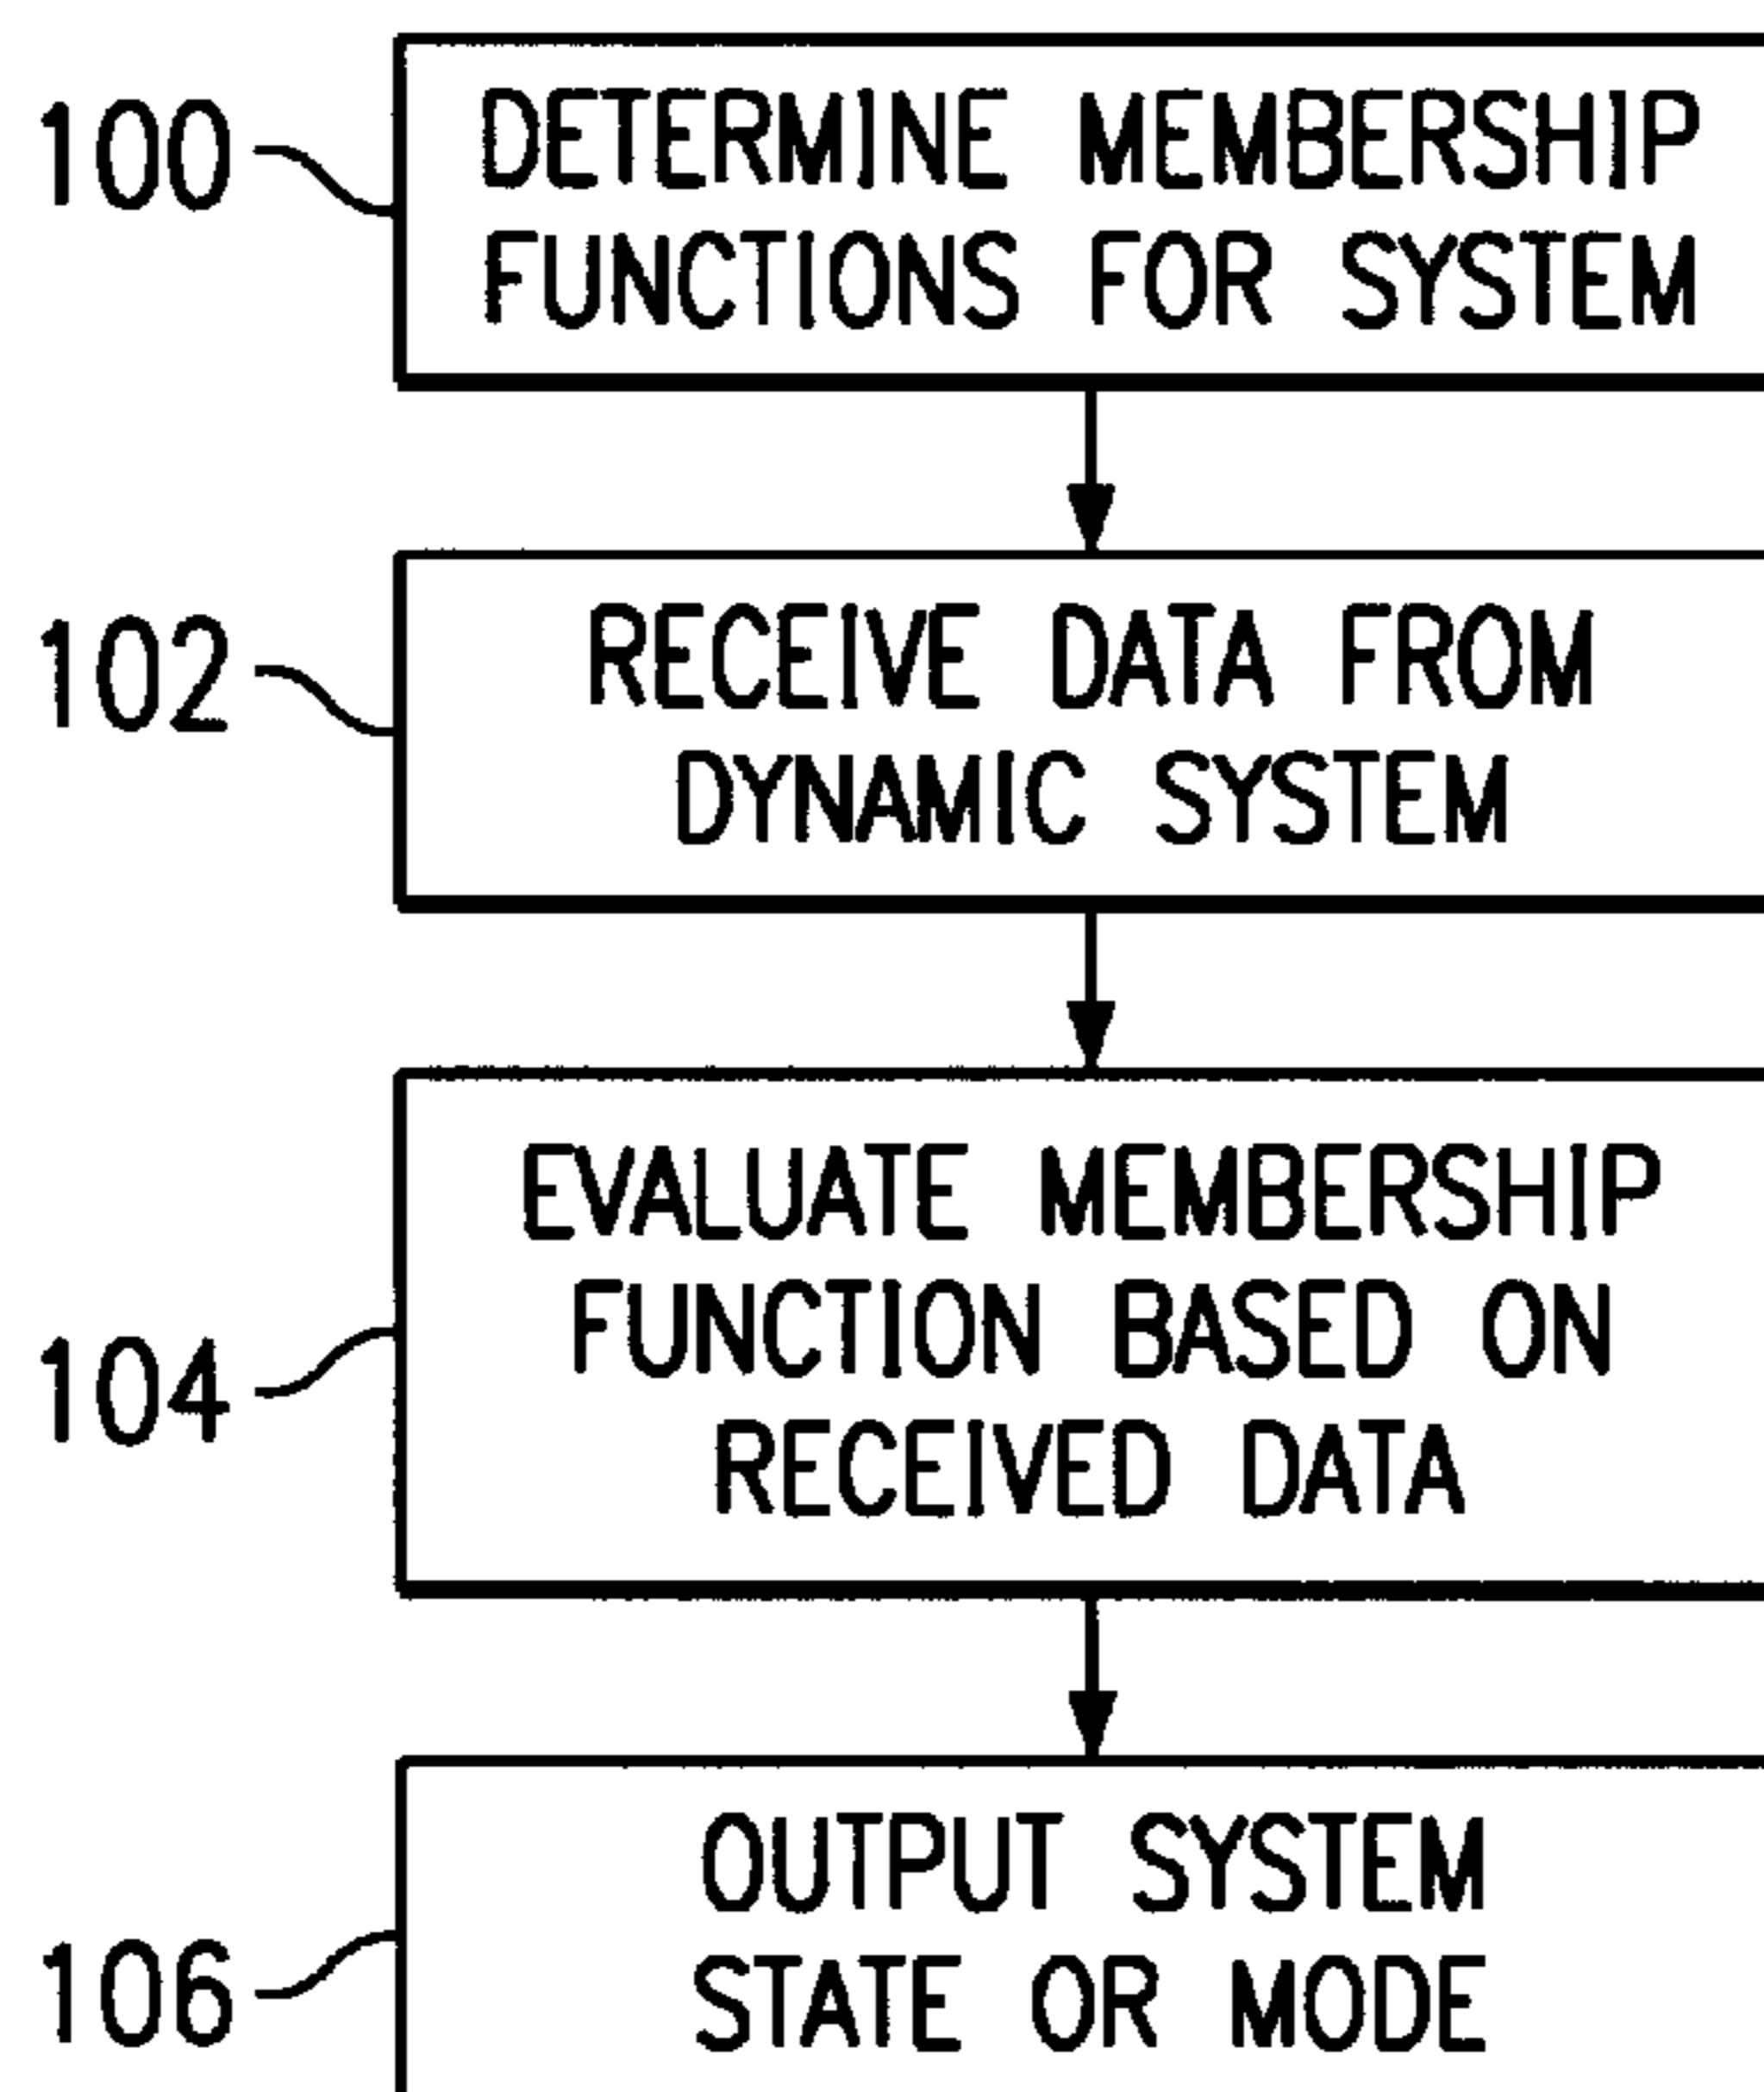 100
DETERMINE MEMBERSHIP
FUNCTIONS FOR SYSTEM
102
RECEIVE DATA FROM
DYNAMIC SYSTEM
104
EVALUATE MEMBERSHIP
FUNCTION BASED ON
RECEIVED DATA
106
OUTPUT SYSTEM
STATE OR MODE